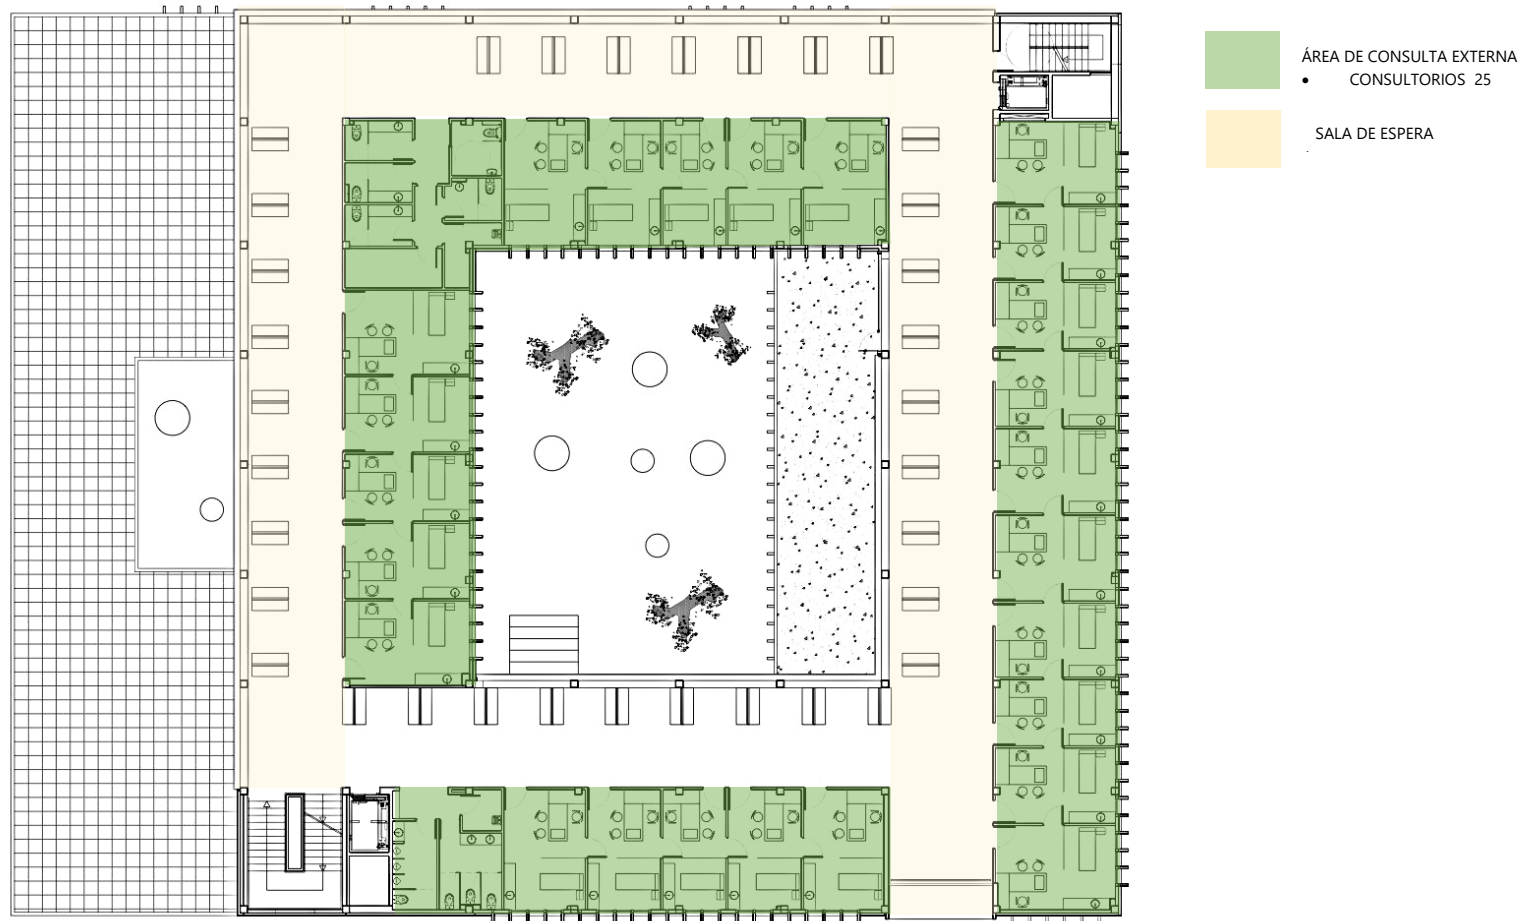 ÁREA DE CONSULTA EXTERNA
• CONSULTORIOS 25
SALA DE ESPERA
.